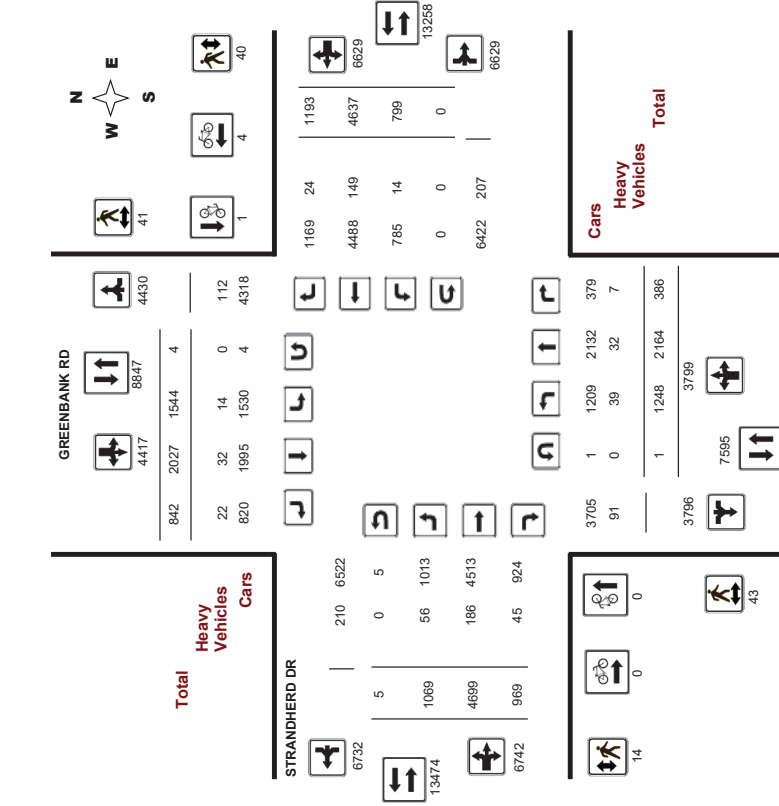 N
E
W
S
40
41
4
1
GREENBANK RD
4430
8847
4417
842 2027 1544 4
22 32 14 0 112
820 1995 1530 4 4318
Total
Heavy
Vehicles
Cars
13258
6629
6629
1193 24 1169
4637 149 4488
799 14 785
0 0 0
207 6422
STRANDHERD DR
210 6522
5 0 5
1069 56 1013
4699 186 4513
969 45 924
6732
13474
6742
Cars
Heavy
Vehicles
Total
3705 1 1209 2132 379
91 0 39 32 7
1 1248 2164 386
3796
3799
7595
0
0
43
14